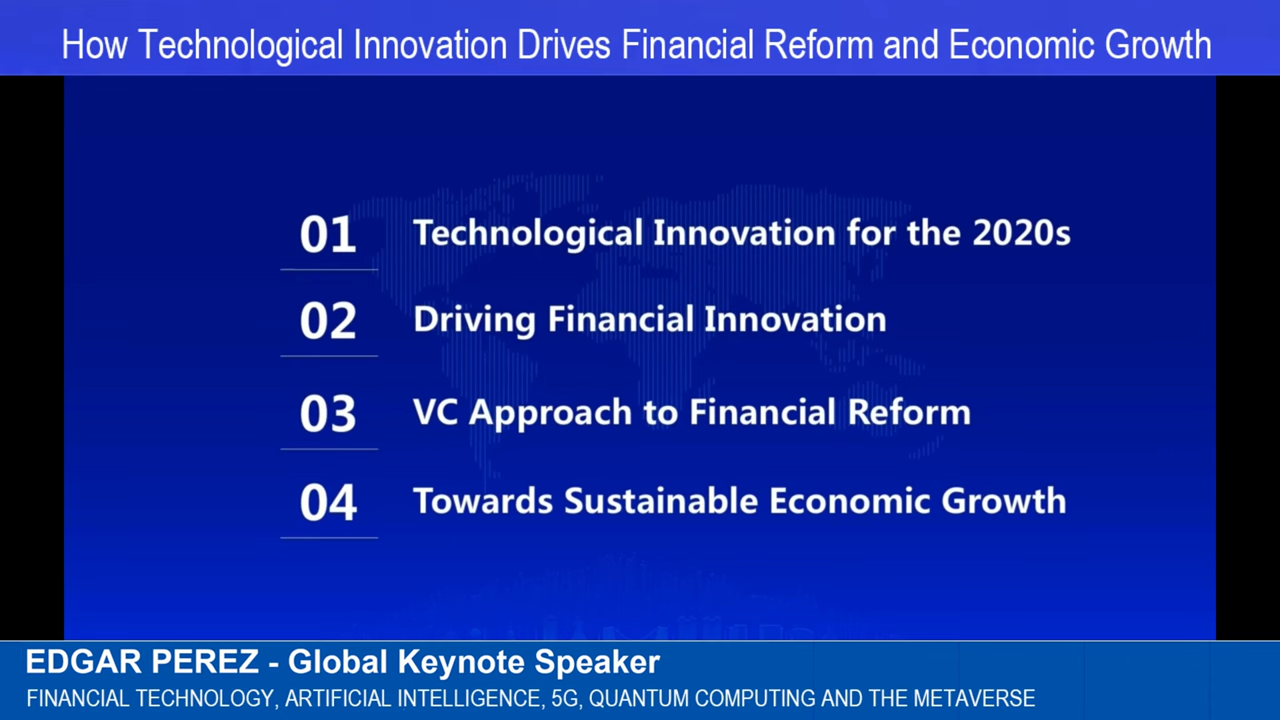 How Technological Innovation Drives Financial Reform and Economic Growth
01 Technological Innovation for the 2020s
02 Driving Financial Innovation
03 VC Approach to Financial Reform
04 Towards Sustainable Economic Growth
EDGAR PEREZ - Global Keynote Speaker
FINANCIAL TECHNOLOGY, ARTIFICIAL INTELLIGENCE, 5G, QUANTUM COMPUTING AND THE METAVERSE